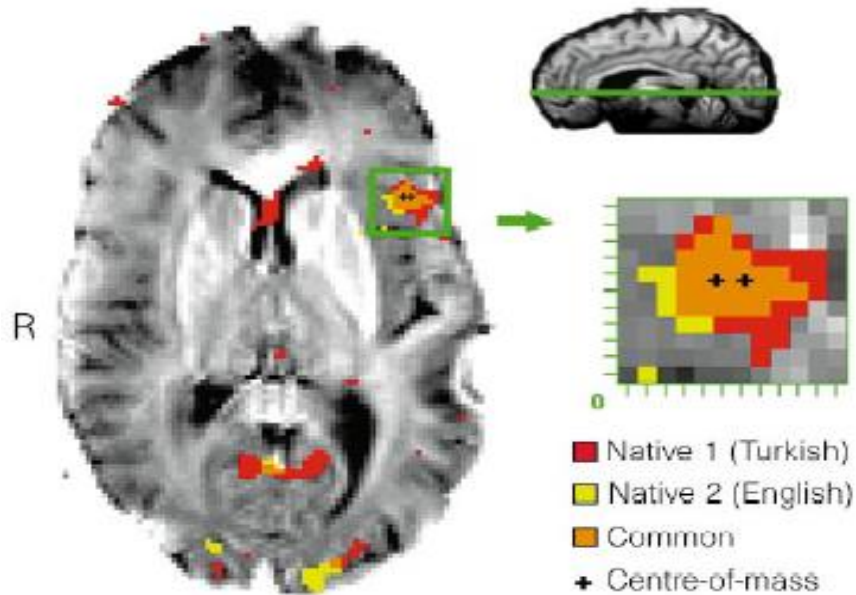 R
0
Native 1 (Turkish)
Native 2 (English)
Common
Centre-of-mass